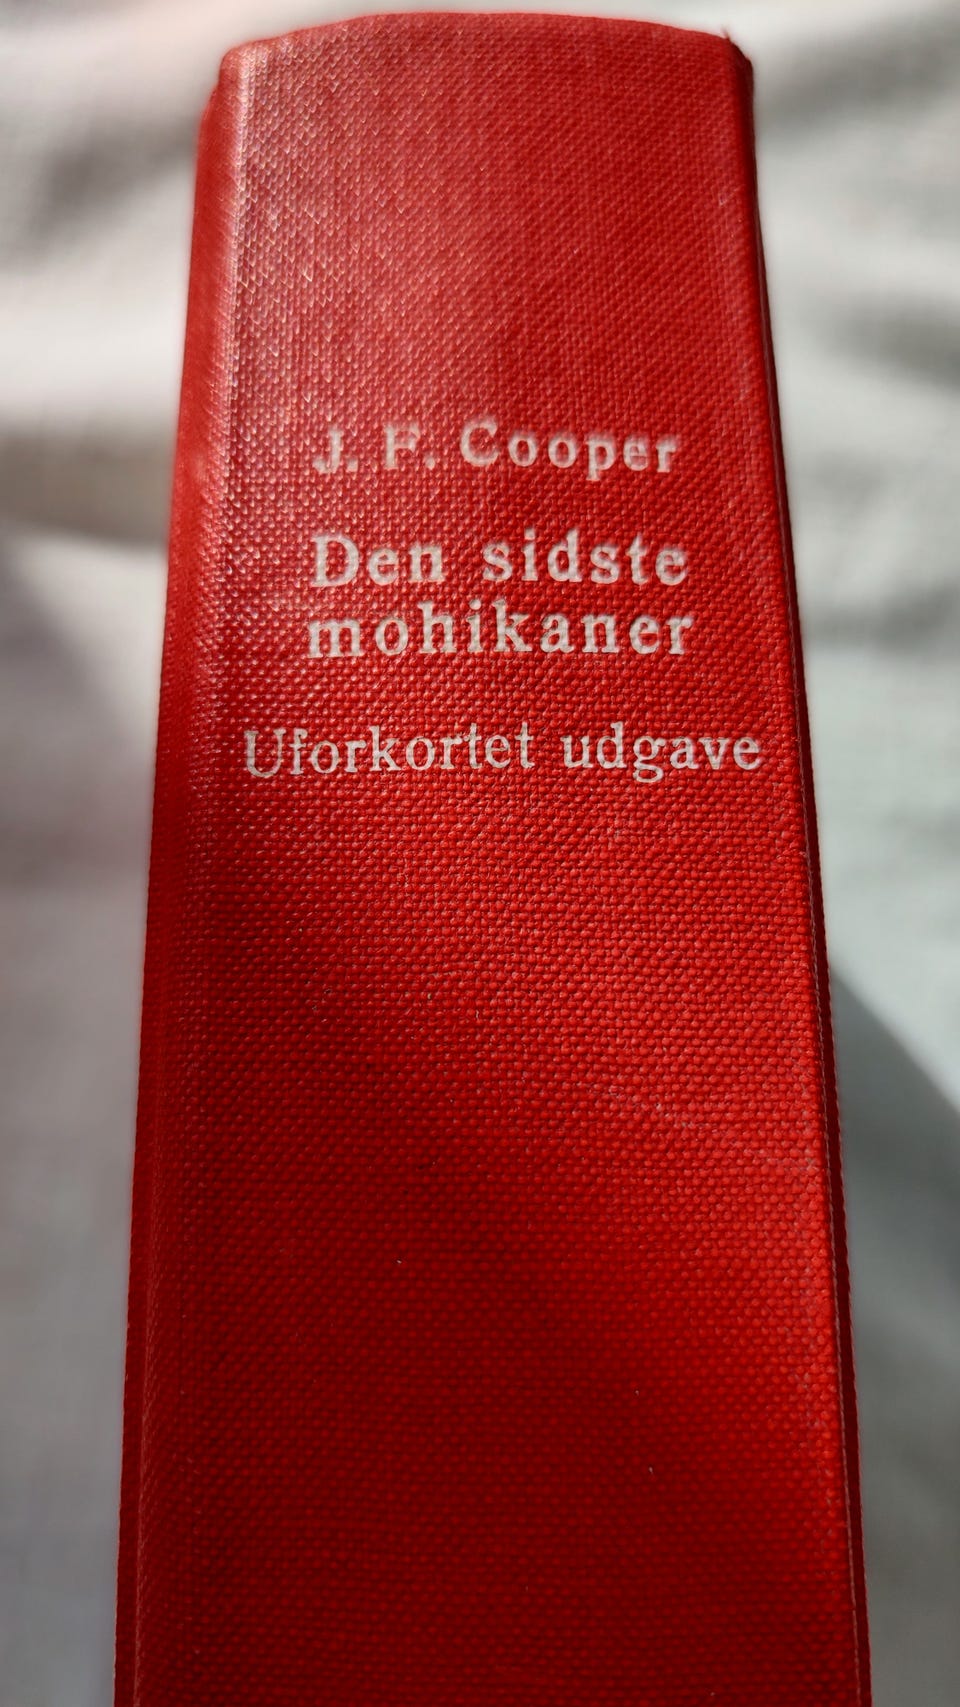 J. F. Cooper
Den sidste
mohikaner
Uforkortet udgave